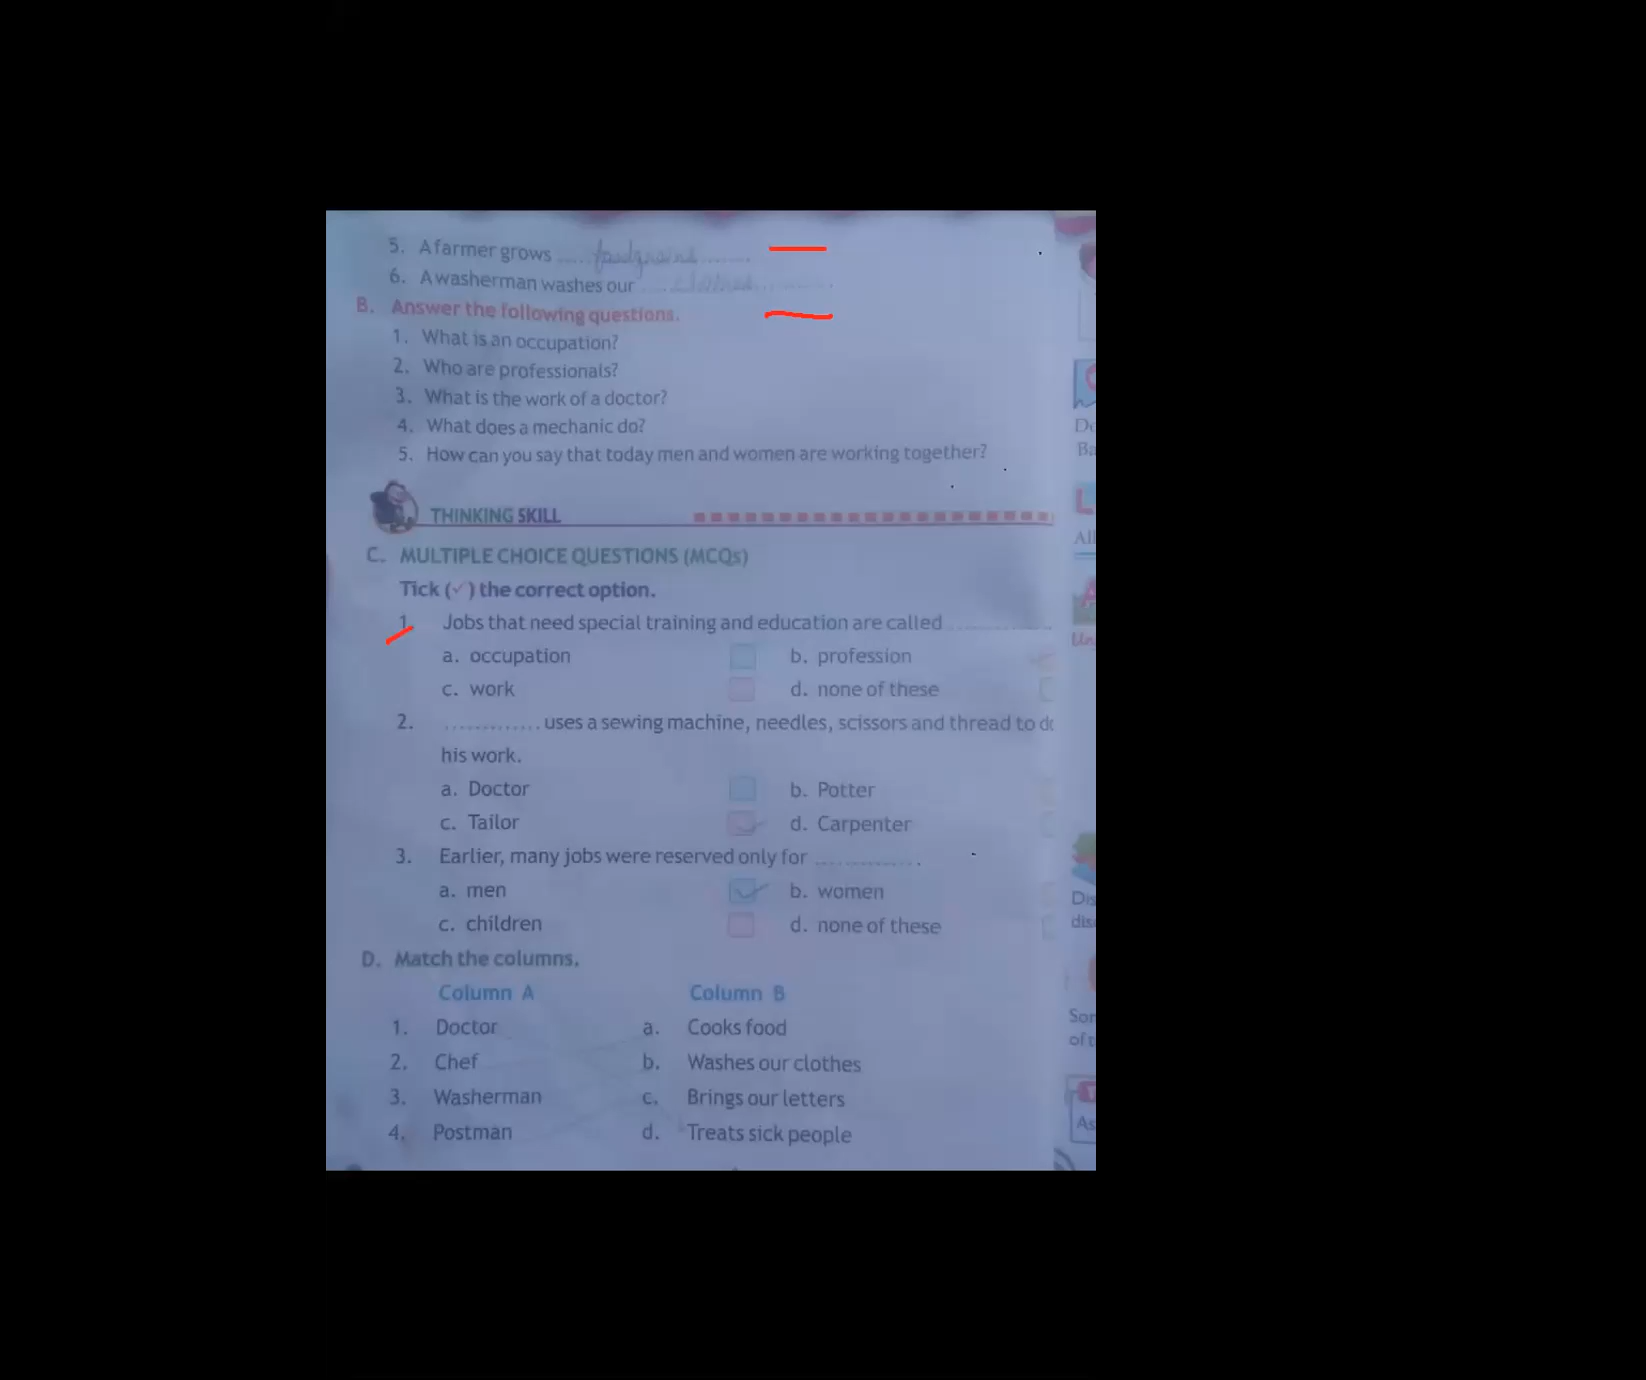 5. A farmer grows ..... foodgrains ........
6. A washerman washes our .... clothes ............
B. Answer the following questions.
1. What is an occupation?
2. Who are professionals?
3. What is the work of a doctor?
4. What does a mechanic do?
5. How can you say that today men and women are working together?
THINKING SKILL
C. MULTIPLE CHOICE QUESTIONS (MCQs)
Tick (✓) the correct option.
1. Jobs that need special training and education are called ................
a. occupation b. profession
c. work d. none of these
2. ............. uses a sewing machine, needles, scissors and thread to do
his work.
a. Doctor b. Potter
c. Tailor d. Carpenter
3. Earlier, many jobs were reserved only for ............... .
a. men b. women
c. children d. none of these
D. Match the columns.
Column A Column B
1. Doctor a. Cooks food
2. Chef b. Washes our clothes
3. Washerman c. Brings our letters
4. Postman d. Treats sick people